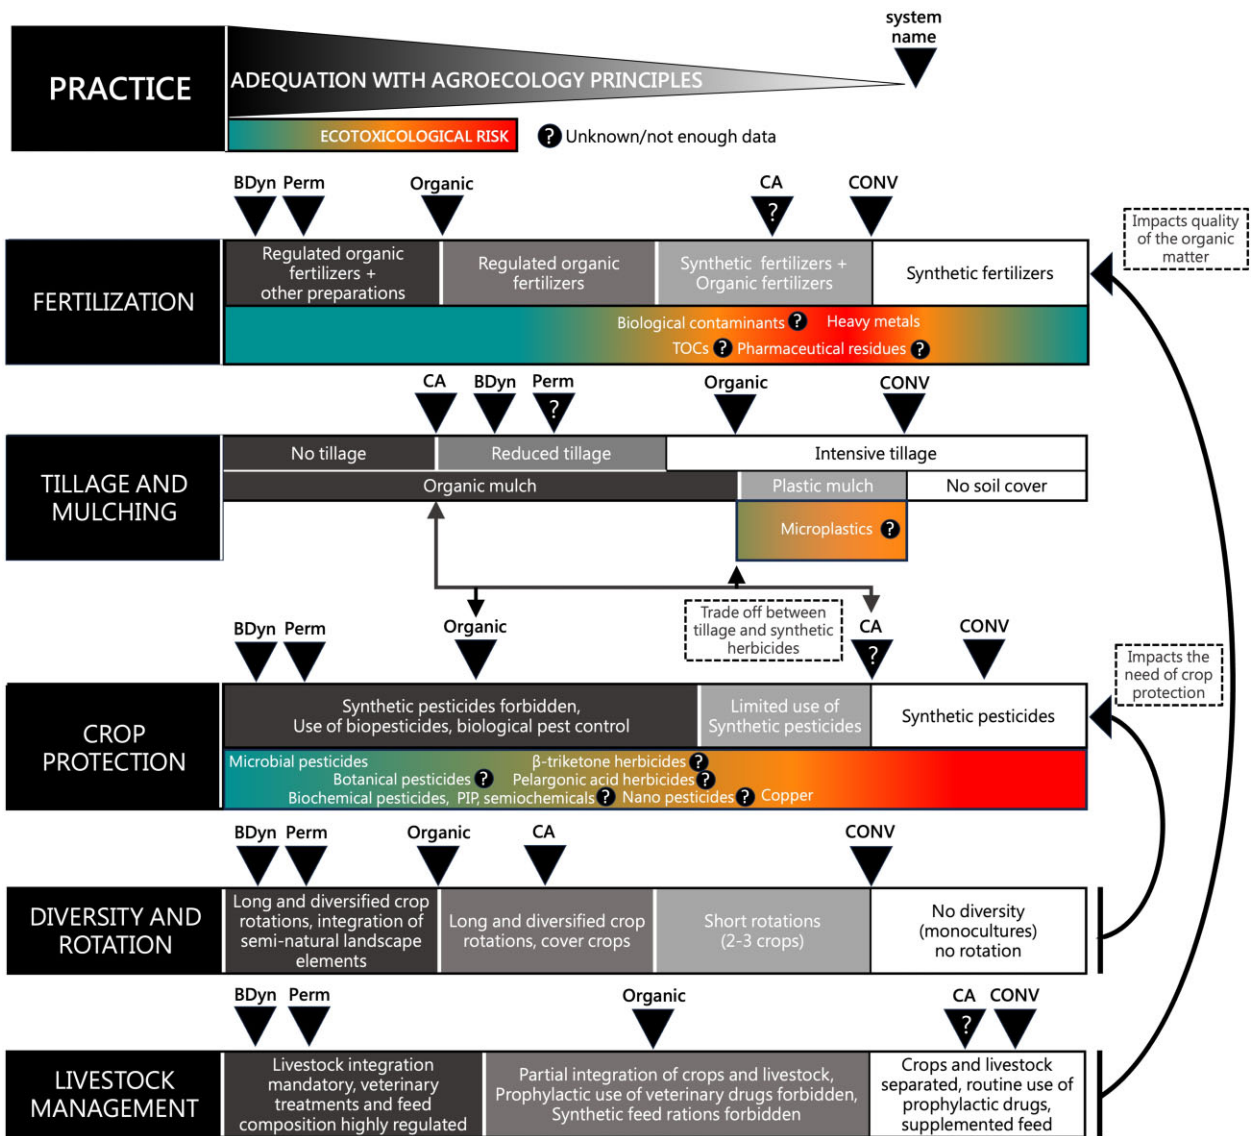 system
name
PRACTICE
ADEQUATION WITH AGROECOLOGY PRINCIPLES
ECOTOXICOLOGICAL RISK
? Unknown/not enough data
BDyn Perm Organic CA CONV
?
Impacts quality
of the organic
matter
FERTILIZATION
Regulated organic
fertilizers +
other preparations
Regulated organic
fertilizers
Synthetic fertilizers +
Organic fertilizers
Synthetic fertilizers
Biological contaminants ? Heavy metals
TOCs ? Pharmaceutical residues ?
CA BDyn Perm Organic CONV
?
TILLAGE AND
MULCHING
No tillage Reduced tillage Intensive tillage
Organic mulch Plastic mulch No soil cover
Microplastics ?
Trade off between
tillage and synthetic
herbicides
BDyn Perm Organic CA CONV
?
Impacts the
need of crop
protection
CROP
PROTECTION
Synthetic pesticides forbidden,
Use of biopesticides, biological pest control
Limited use of
Synthetic pesticides
Synthetic pesticides
Microbial pesticides β-triketone herbicides ?
Botanical pesticides ? Pelargonic acid herbicides ?
Biochemical pesticides, PIP, semiochemicals ? Nano pesticides ? Copper
BDyn Perm Organic CA CONV
DIVERSITY AND
ROTATION
Long and diversified crop
rotations, integration of
semi-natural landscape
elements
Long and diversified crop
rotations, cover crops
Short rotations
(2-3 crops)
No diversity
(monocultures)
no rotation
BDyn Perm Organic CA CONV
?
LIVESTOCK
MANAGEMENT
Livestock integration
mandatory, veterinary
treatments and feed
composition highly regulated
Partial integration of crops and livestock,
Prophylactic use of veterinary drugs forbidden,
Synthetic feed rations forbidden
Crops and livestock
separated, routine use of
prophylactic drugs,
supplemented feed